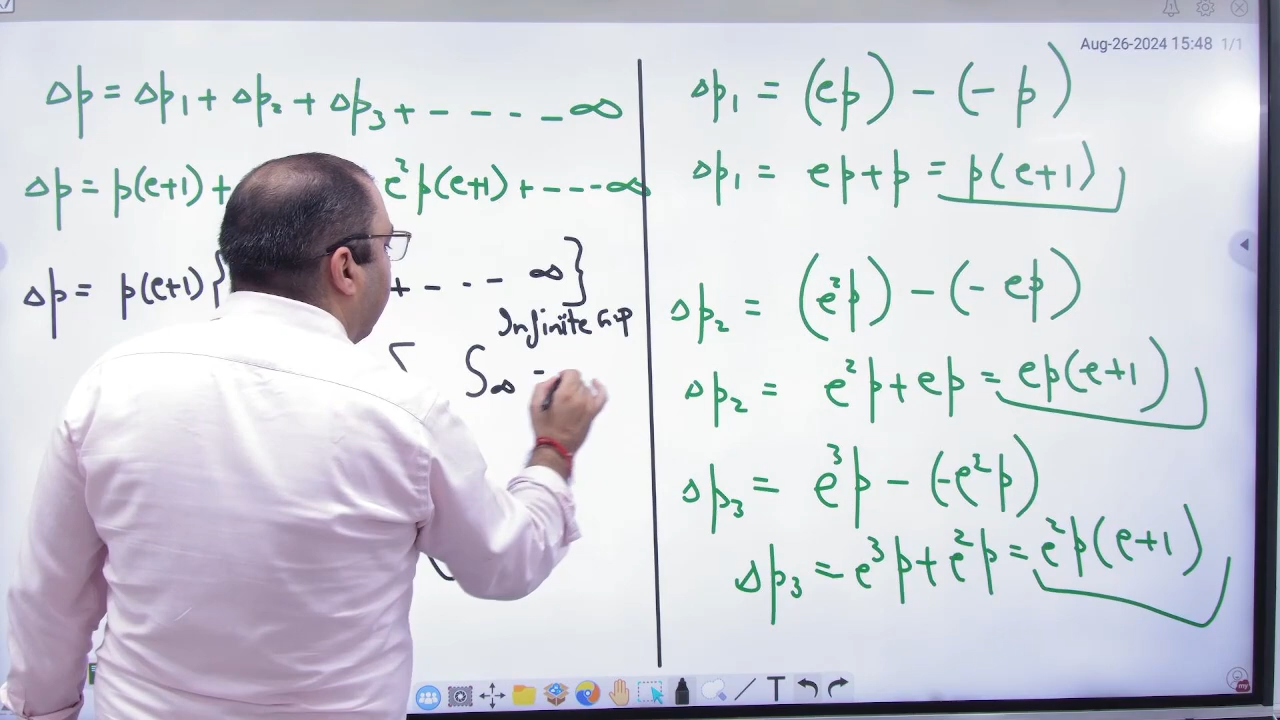 Aug-26-2024 15:48 1/1
Δp = Δp₁ + Δp₂ + Δp₃ + - - - - - ∞
Δp = p(e+1) + e²p(e+1) + - - - ∞
Δp = p(e+1){ + - - - - ∞}
Infinite G.P
S∞ =
Δp₁ = (ep) - (- p)
Δp₁ = ep + p = p(e+1)
Δp₂ = (e²p) - (- ep)
Δp₂ = e²p + ep = ep(e+1)
Δp₃ = e³p - (-e²p)
Δp₃ = e³p + e²p = e²p(e+1)
T